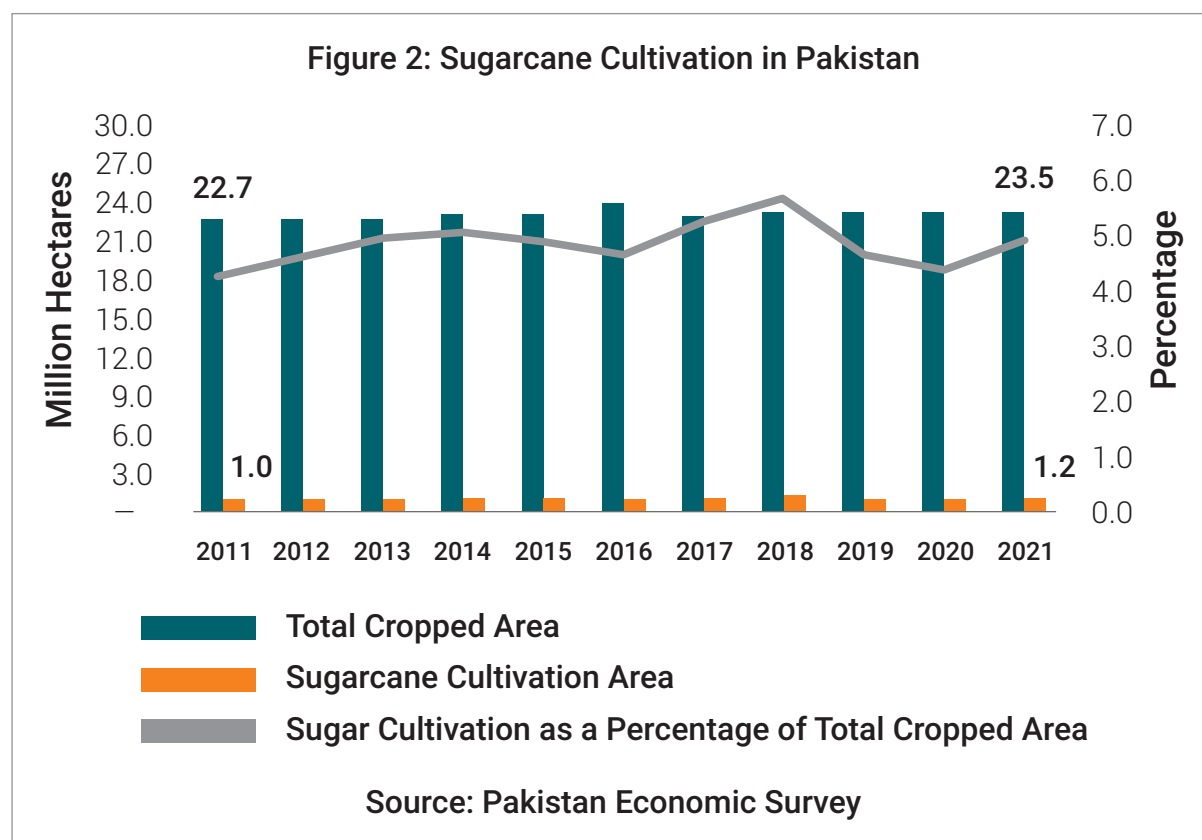 Figure 2: Sugarcane Cultivation in Pakistan
Million Hectares
30.0
27.0
24.0
21.0
18.0
15.0
12.0
9.0
6.0
3.0
–
22.7
1.0
23.5
1.2
7.0
6.0
5.0
4.0
3.0
2.0
1.0
0.0
Percentage
2011 2012 2013 2014 2015 2016 2017 2018 2019 2020 2021
Total Cropped Area
Sugarcane Cultivation Area
Sugar Cultivation as a Percentage of Total Cropped Area
Source: Pakistan Economic Survey